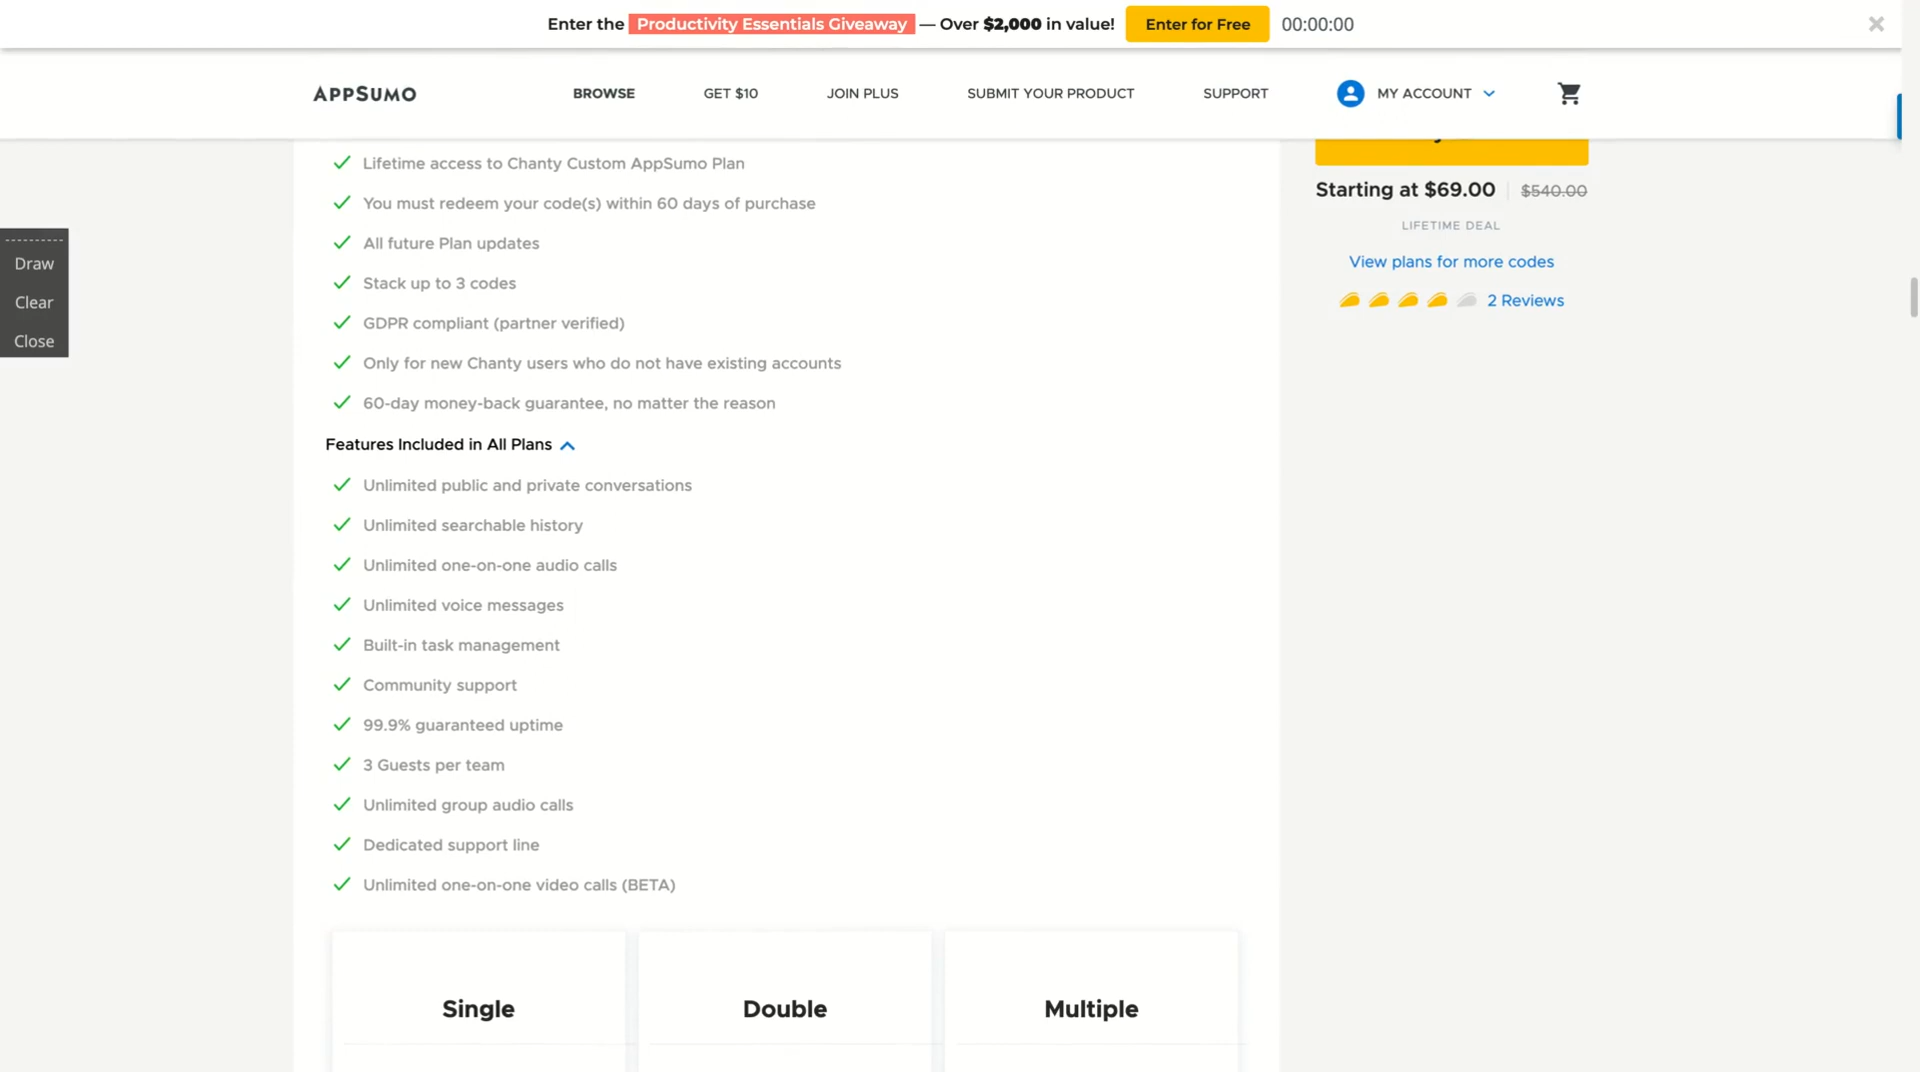 Enter the Productivity Essentials Giveaway — Over $2,000 in value! Enter for Free 00:00:00
APPSUMO BROWSE GET $10 JOIN PLUS SUBMIT YOUR PRODUCT SUPPORT MY ACCOUNT
Draw
Clear
Close
Lifetime access to Chanty Custom AppSumo Plan
You must redeem your code(s) within 60 days of purchase
All future Plan updates
Stack up to 3 codes
GDPR compliant (partner verified)
Only for new Chanty users who do not have existing accounts
60-day money-back guarantee, no matter the reason
Features Included in All Plans
Unlimited public and private conversations
Unlimited searchable history
Unlimited one-on-one audio calls
Unlimited voice messages
Built-in task management
Community support
99.9% guaranteed uptime
3 Guests per team
Unlimited group audio calls
Dedicated support line
Unlimited one-on-one video calls (BETA)
Single
Double
Multiple
Starting at $69.00 $540.00
LIFETIME DEAL
View plans for more codes
2 Reviews